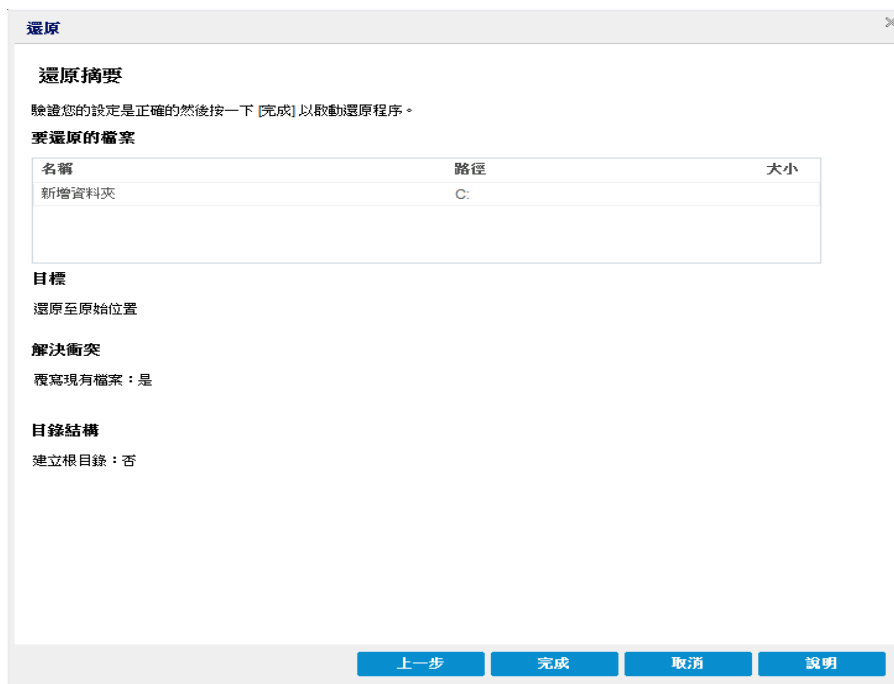 還原
還原摘要
驗證您的設定是正確的然後按一下 [完成] 以啟動還原程序。
要還原的檔案
名稱 路徑 大小
新增資料夾 C:
目標
還原至原始位置
解決衝突
覆寫現有檔案：是
目錄結構
建立根目錄：否
上一步 完成 取消 說明